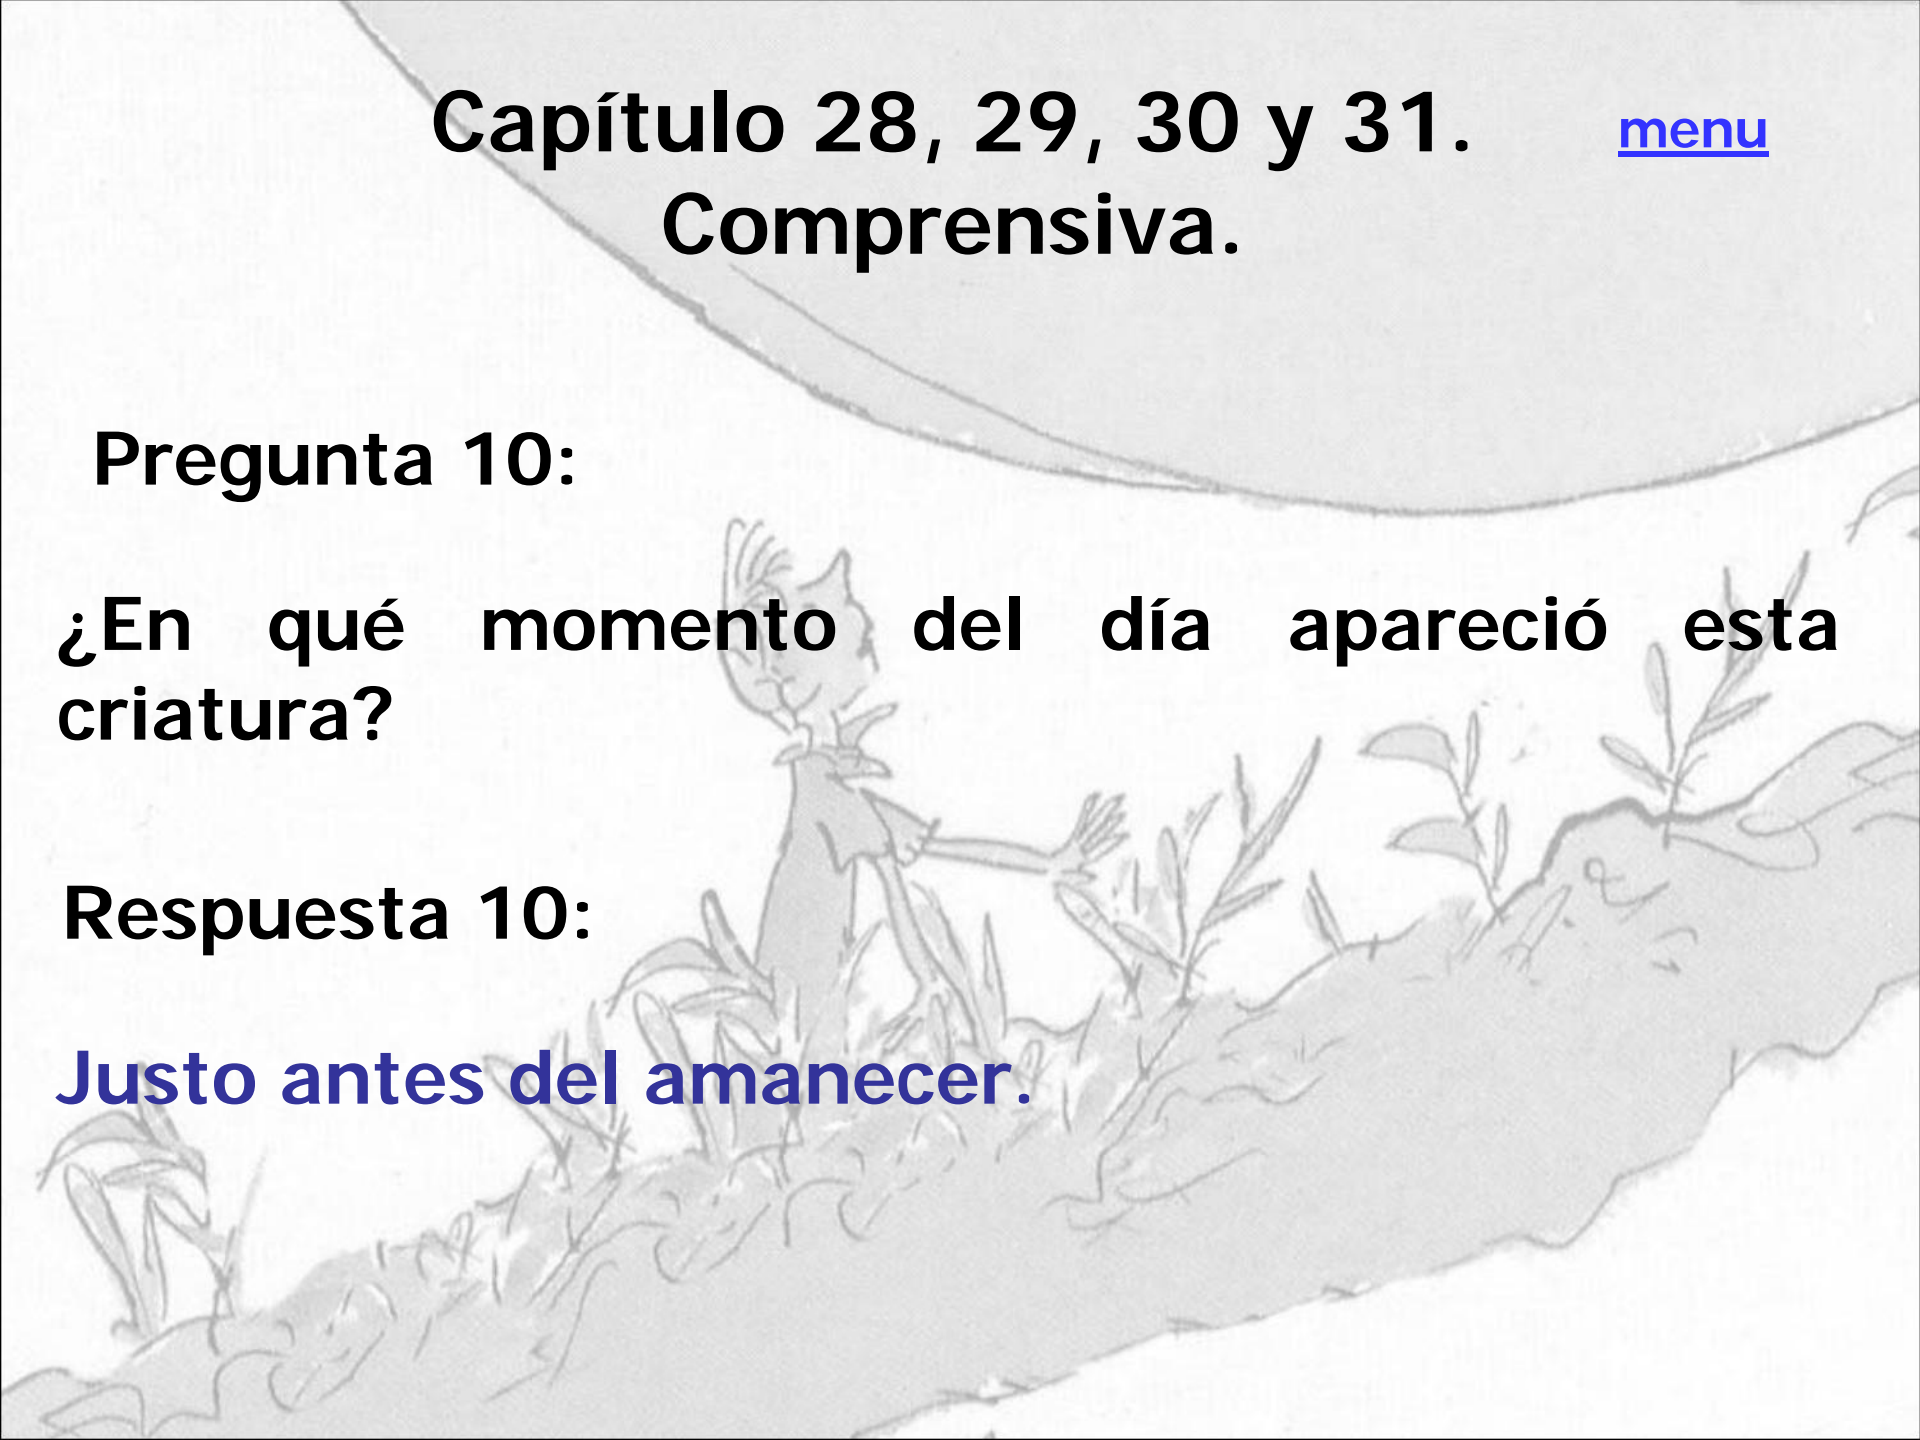 Capítulo 28, 29, 30 y 31.
menu
Comprensiva.
Pregunta 10:
¿En qué momento del día apareció esta
criatura?
Respuesta 10:
Justo antes del amanecer.